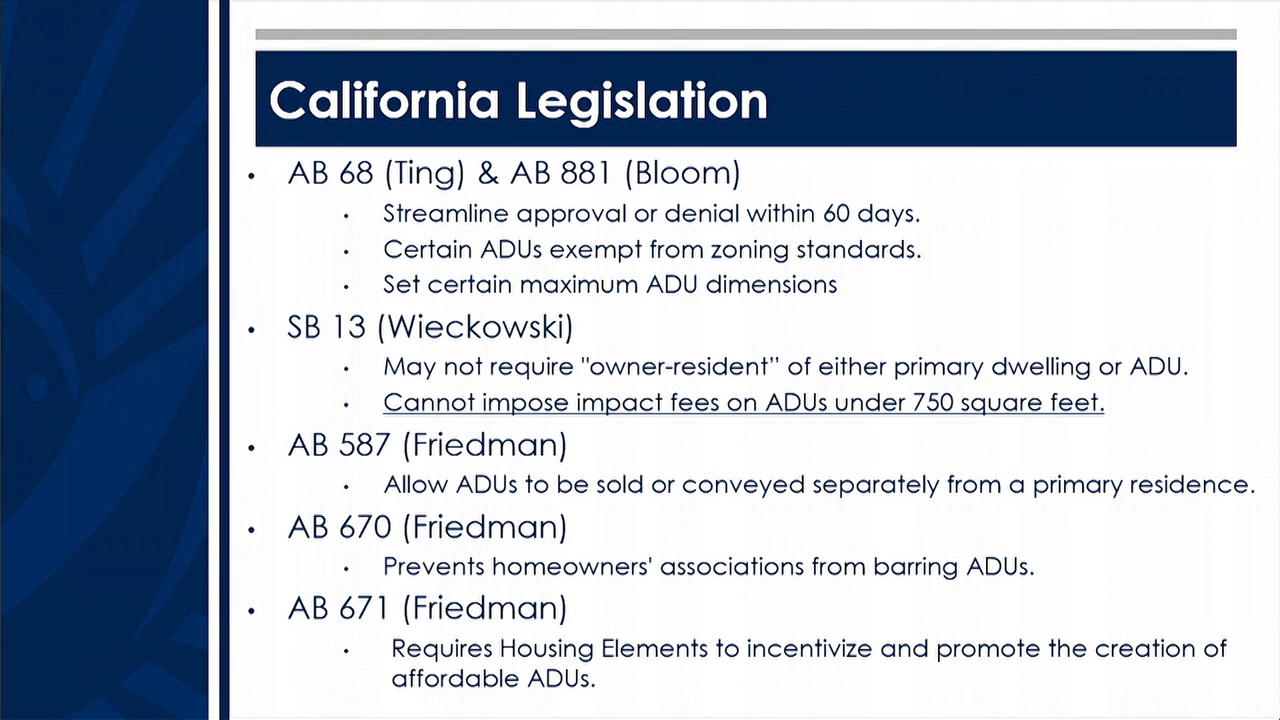 California Legislation
• AB 68 (Ting) & AB 881 (Bloom)
• Streamline approval or denial within 60 days.
• Certain ADUs exempt from zoning standards.
• Set certain maximum ADU dimensions
• SB 13 (Wieckowski)
• May not require "owner-resident” of either primary dwelling or ADU.
• Cannot impose impact fees on ADUs under 750 square feet.
• AB 587 (Friedman)
• Allow ADUs to be sold or conveyed separately from a primary residence.
• AB 670 (Friedman)
• Prevents homeowners' associations from barring ADUs.
• AB 671 (Friedman)
• Requires Housing Elements to incentivize and promote the creation of
affordable ADUs.